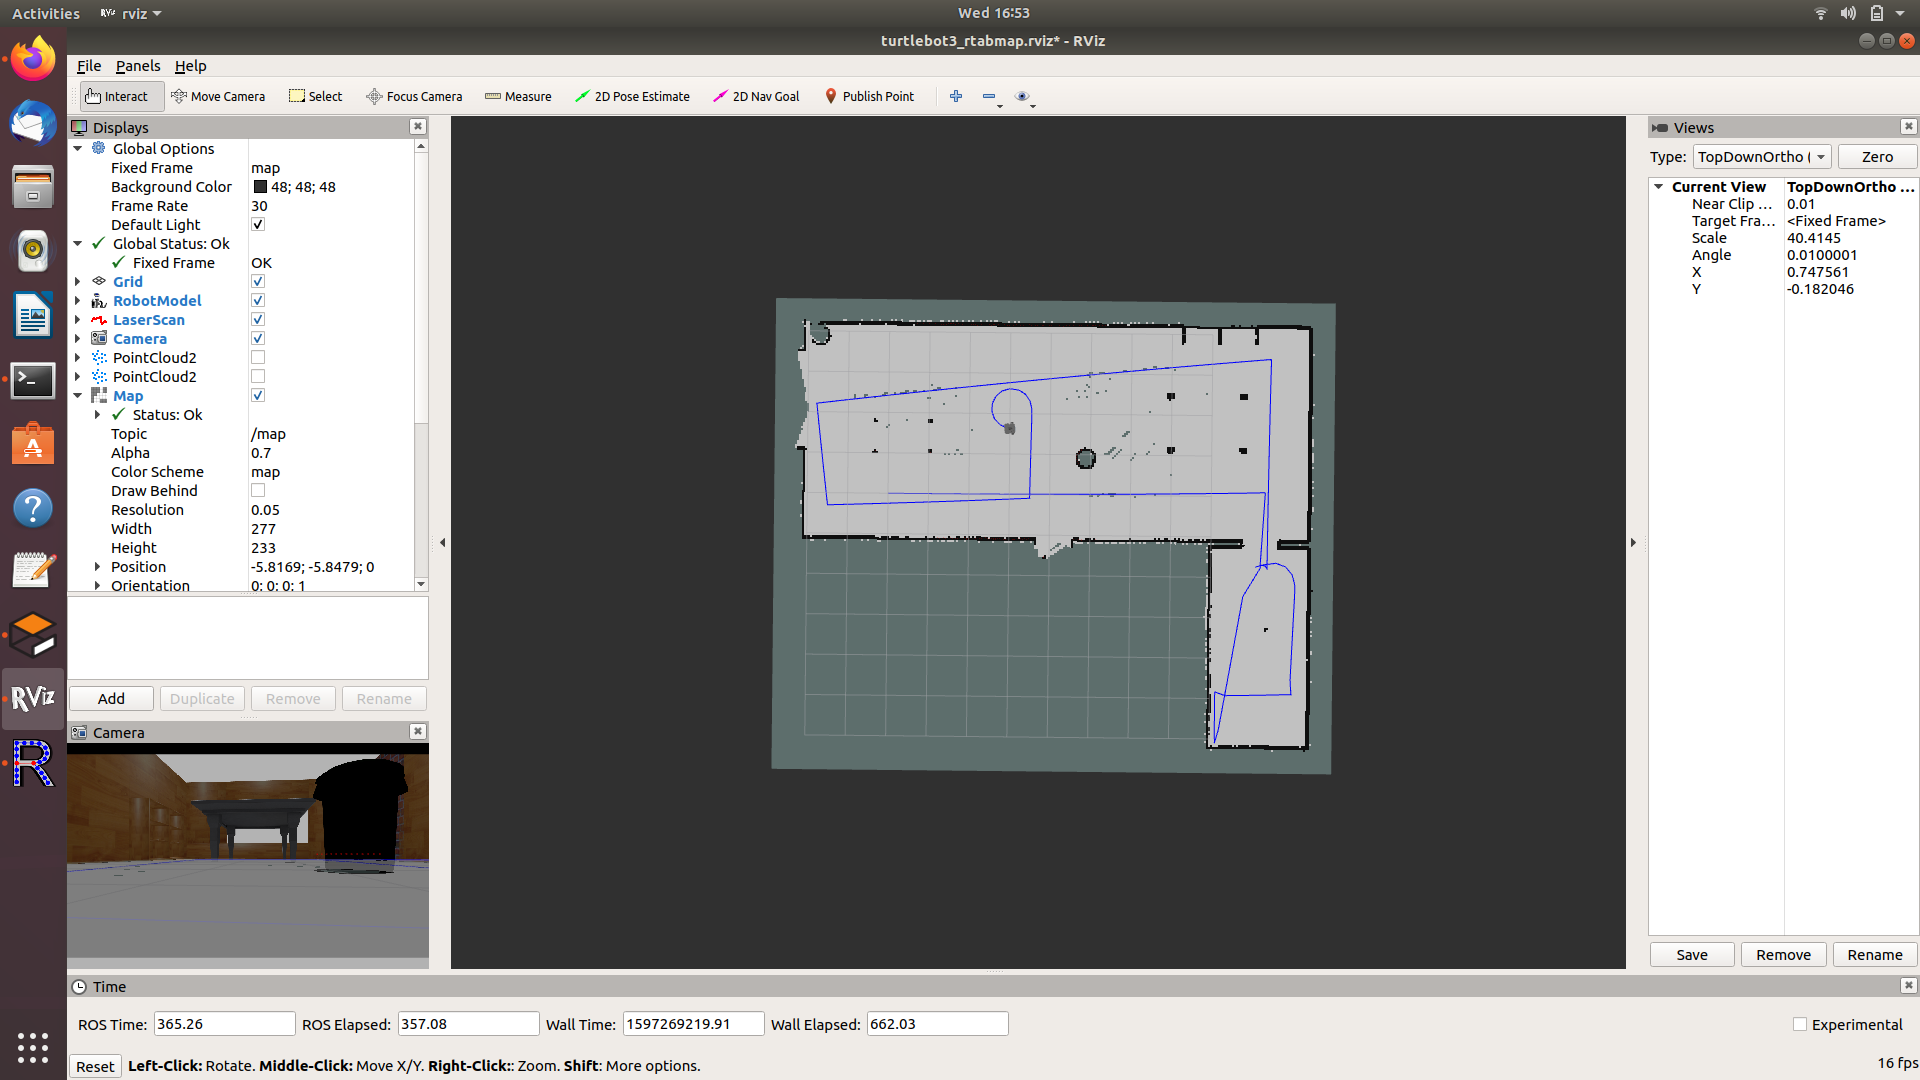 Activities
rviz
Wed 16:53
turtlebot3_rtabmap.rviz* - RViz
File Panels Help
Interact Move Camera Select Focus Camera Measure 2D Pose Estimate 2D Nav Goal Publish Point
Displays
Global Options
Fixed Frame map
Background Color 48; 48; 48
Frame Rate 30
Default Light
Global Status: Ok
Fixed Frame OK
Grid
RobotModel
LaserScan
Camera
PointCloud2
PointCloud2
Map
Status: Ok
Topic /map
Alpha 0.7
Color Scheme map
Draw Behind
Resolution 0.05
Width 277
Height 233
Position -5.8169; -5.8479; 0
Orientation 0; 0; 0; 1
Add Duplicate Remove Rename
RViz
Camera
Views
Type: TopDownOrtho ( Zero
Current View TopDownOrtho ...
Near Clip ... 0.01
Target Fra... <Fixed Frame>
Scale 40.4145
Angle 0.0100001
X 0.747561
Y -0.182046
Save Remove Rename
Time
ROS Time: 365.26 ROS Elapsed: 357.08 Wall Time: 1597269219.91 Wall Elapsed: 662.03 Experimental
Reset Left-Click: Rotate. Middle-Click: Move X/Y. Right-Click:: Zoom. Shift: More options. 16 fps